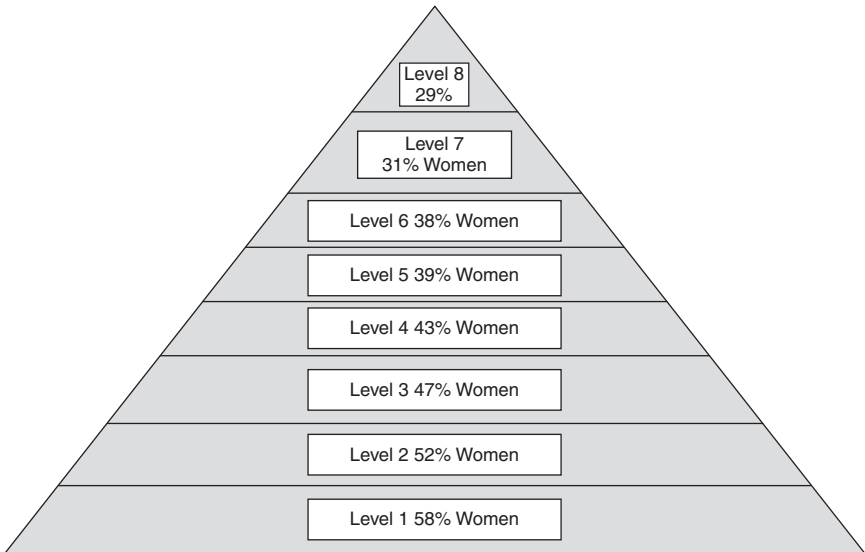 Level 8
29%
Level 7
31% Women
Level 6 38% Women
Level 5 39% Women
Level 4 43% Women
Level 3 47% Women
Level 2 52% Women
Level 1 58% Women